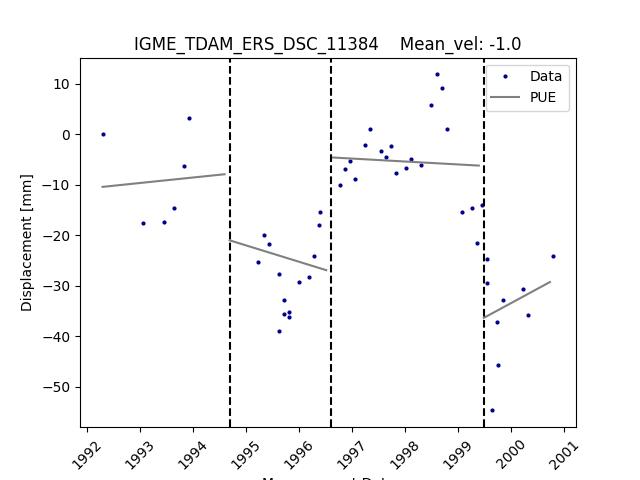 IGME_TDAM_ERS_DSC_11384    Mean_vel: -1.0
Displacement [mm]
10
0
−10
−20
−30
−40
−50
Data
PUE
1992 1993 1994 1995 1996 1997 1998 1999 2000 2001